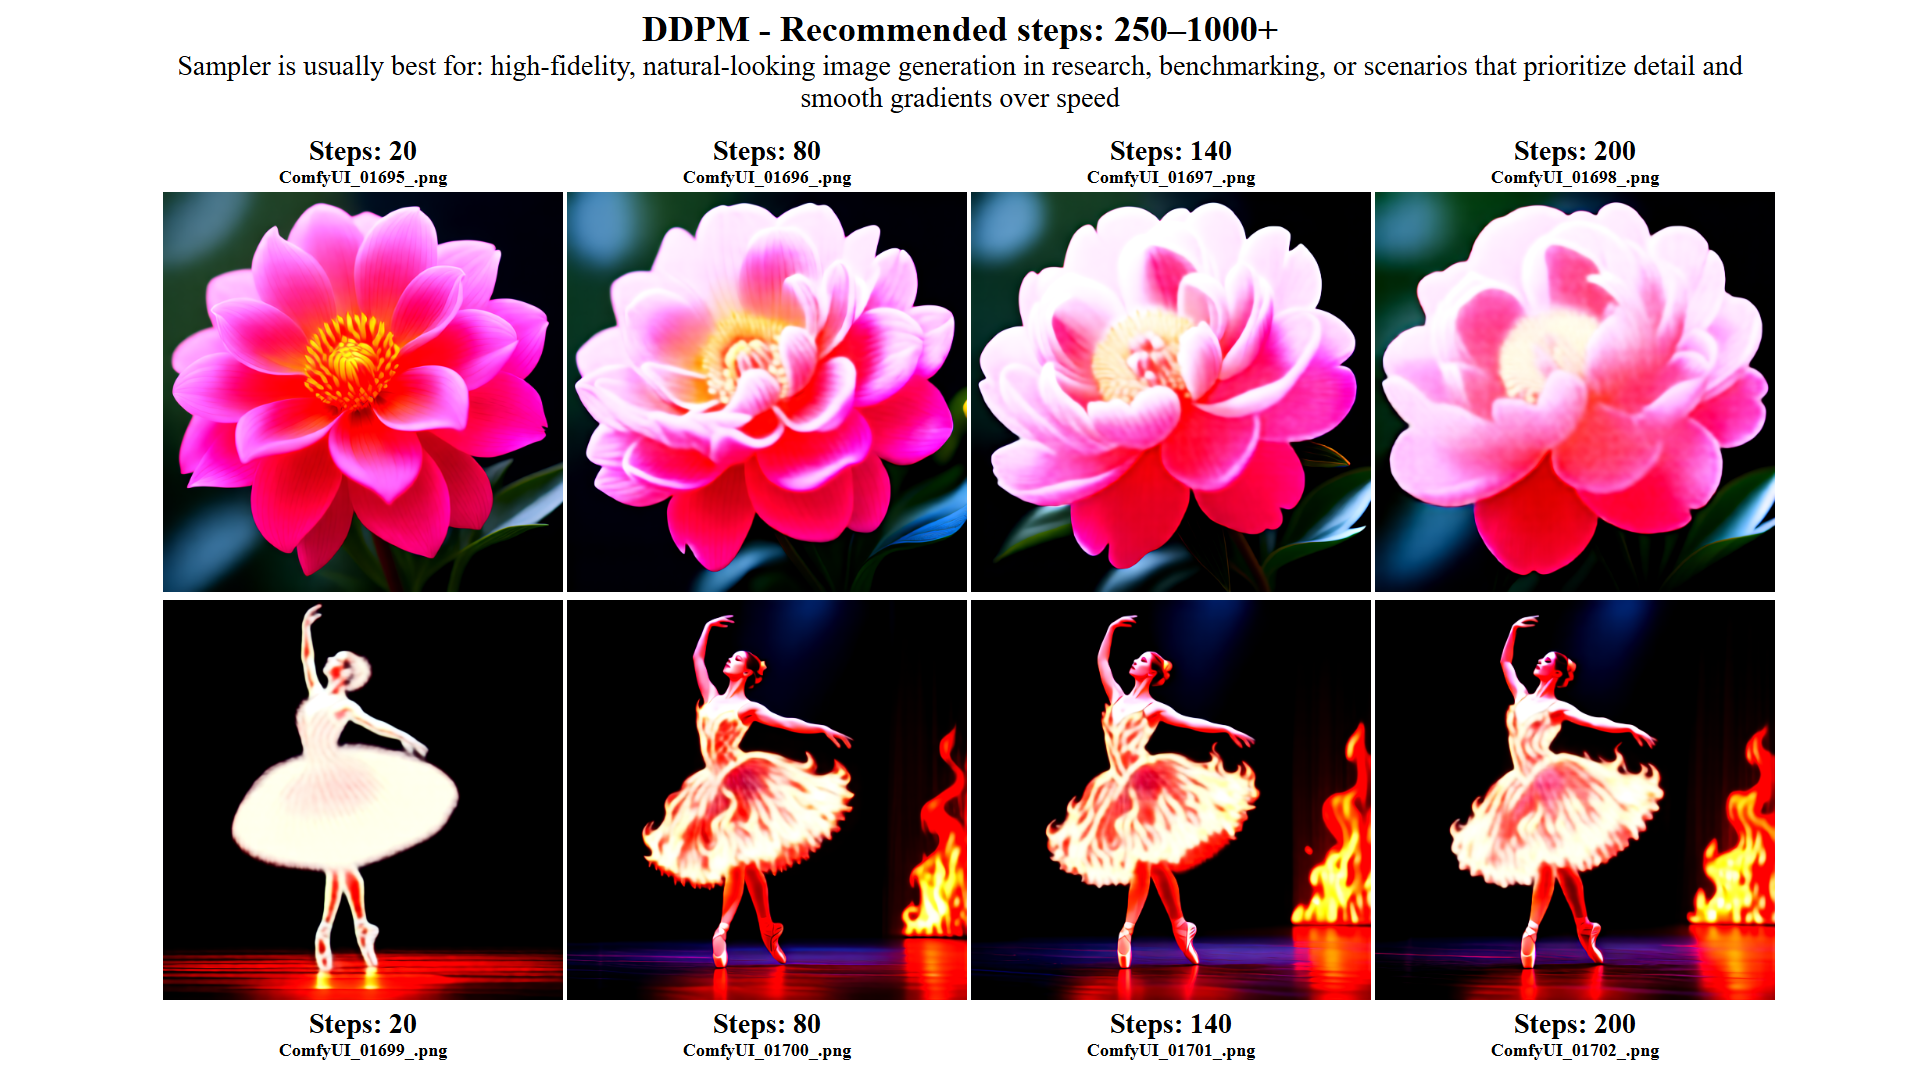 DDPM - Recommended steps: 250–1000+
Sampler is usually best for: high-fidelity, natural-looking image generation in research, benchmarking, or scenarios that prioritize detail and
smooth gradients over speed
Steps: 20
ComfyUI_01695_.png
Steps: 80
ComfyUI_01696_.png
Steps: 140
ComfyUI_01697_.png
Steps: 200
ComfyUI_01698_.png
Steps: 20
ComfyUI_01699_.png
Steps: 80
ComfyUI_01700_.png
Steps: 140
ComfyUI_01701_.png
Steps: 200
ComfyUI_01702_.png